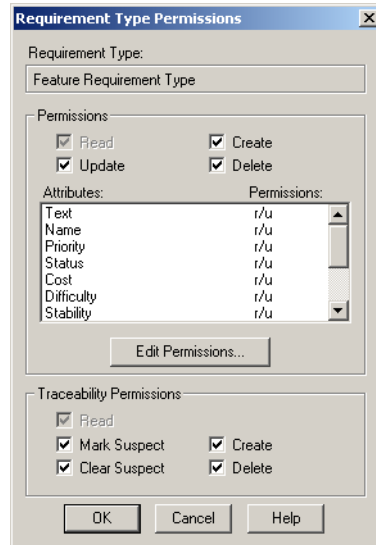 Requirement Type Permissions
Requirement Type:
Feature Requirement Type
Permissions
Read Create
Update Delete
Attributes: Permissions:
Text r/u
Name r/u
Priority r/u
Status r/u
Cost r/u
Difficulty r/u
Stability r/u
Edit Permissions...
Traceability Permissions
Read
Mark Suspect Create
Clear Suspect Delete
OK Cancel Help